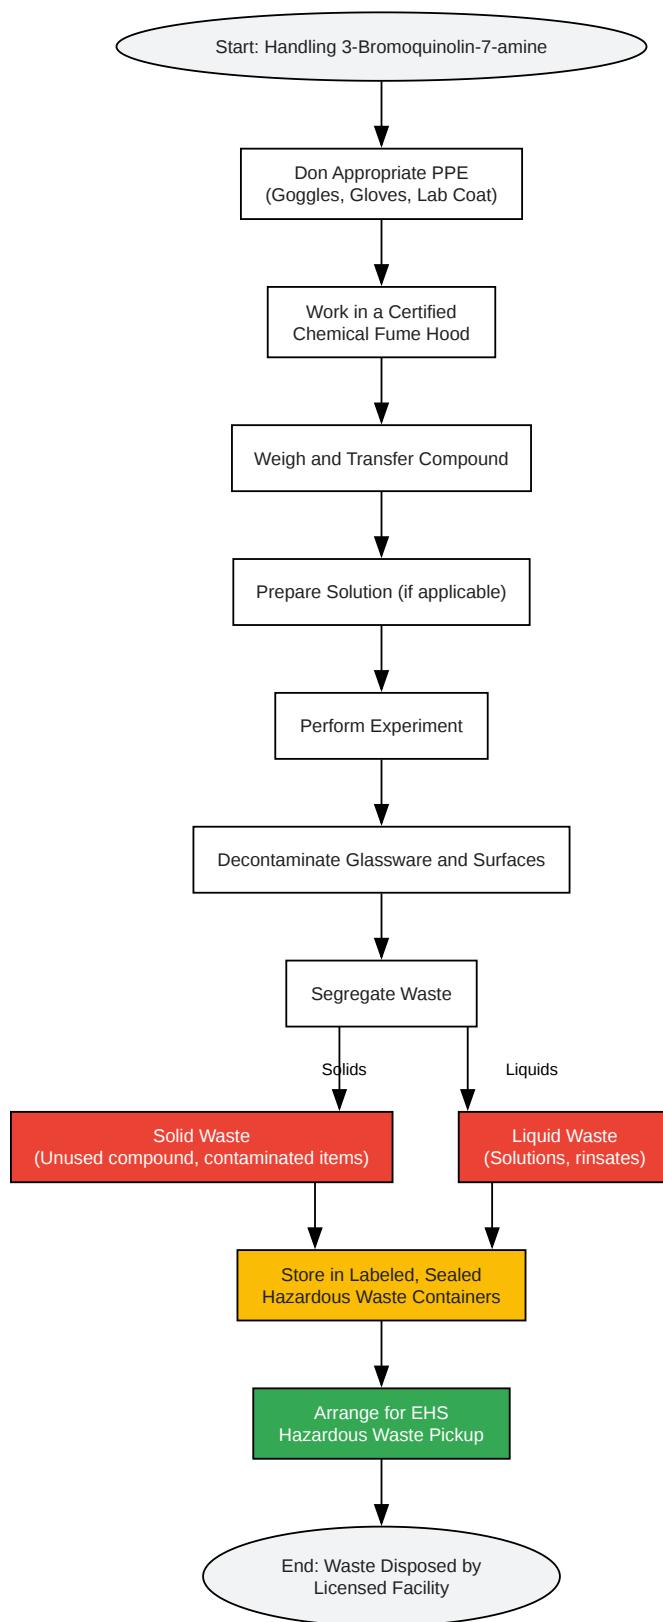 Start: Handling 3-Bromoquinolin-7-amine
Don Appropriate PPE
(Goggles, Gloves, Lab Coat)
Work in a Certified
Chemical Fume Hood
Weigh and Transfer Compound
Prepare Solution (if applicable)
Perform Experiment
Decontaminate Glassware and Surfaces
Segregate Waste
Solids
Liquids
Solid Waste
(Unused compound, contaminated items)
Liquid Waste
(Solutions, rinsates)
Store in Labeled, Sealed
Hazardous Waste Containers
Arrange for EHS
Hazardous Waste Pickup
End: Waste Disposed by
Licensed Facility